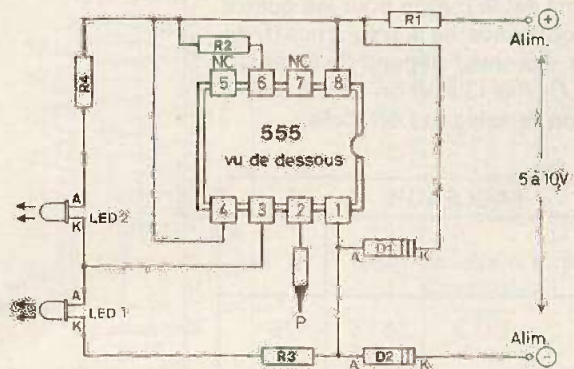 R1
+
Alim.
R2
NC
NC
5
6
7
8
R4
555
vu de dessous
5 à 10V
4
3
2
1
A
LED 2
K
A
D1
K
P
A
LED 1
K
R3
A
D2
K
Alim.
-